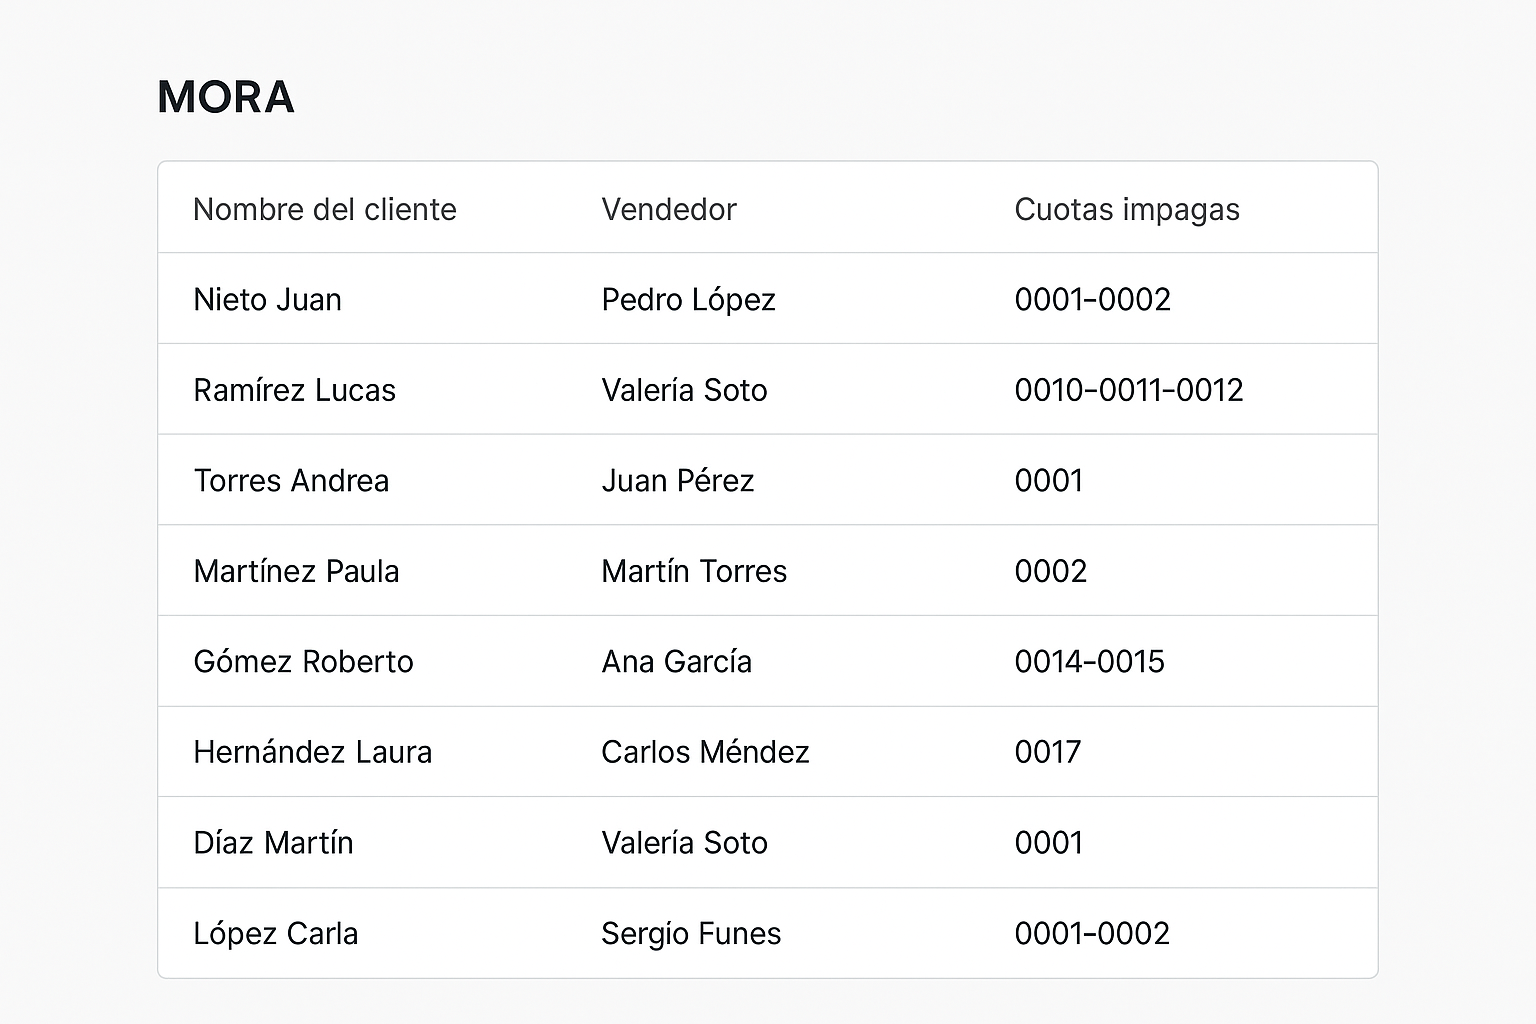 MORA
Nombre del cliente Vendedor Cuotas impagas
Nieto Juan Pedro López 0001-0002
Ramírez Lucas Valería Soto 0010-0011-0012
Torres Andrea Juan Pérez 0001
Martínez Paula Martín Torres 0002
Gómez Roberto Ana García 0014-0015
Hernández Laura Carlos Méndez 0017
Díaz Martín Valería Soto 0001
López Carla Sergío Funes 0001-0002